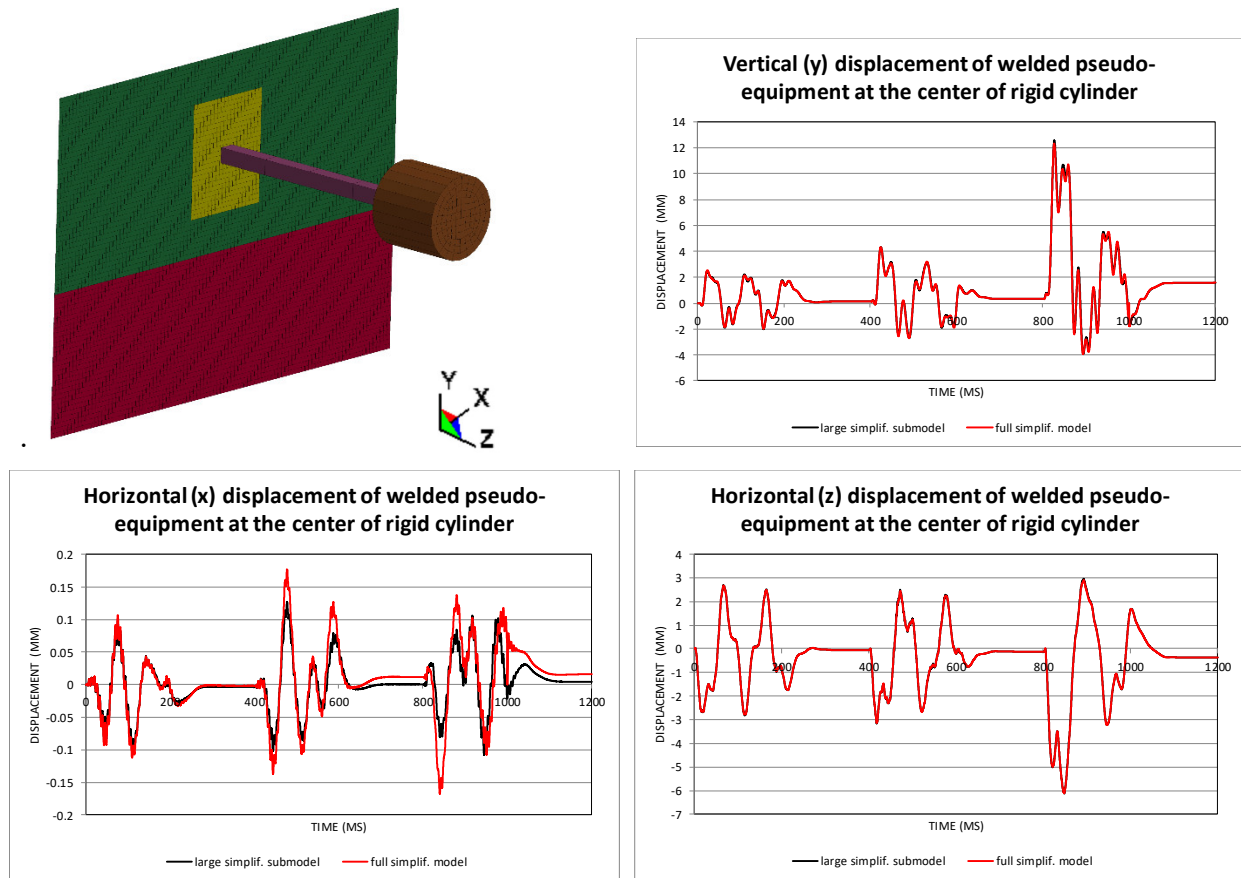 Y
X
Z
.
Vertical (y) displacement of welded pseudo-
equipment at the center of rigid cylinder
14
12
10
8
6
4
2
0
-2
-4
-6
0
200
400
600
800
1000
1200
DISPLACEMENT (MM)
TIME (MS)
large simplif. submodel
full simplif. model
Horizontal (x) displacement of welded pseudo-
equipment at the center of rigid cylinder
0.2
0.15
0.1
0.05
0
-0.05
-0.1
-0.15
-0.2
0
200
400
600
800
1000
1200
DISPLACEMENT (MM)
TIME (MS)
large simplif. submodel
full simplif. model
Horizontal (z) displacement of welded pseudo-
equipment at the center of rigid cylinder
4
3
2
1
0
-1
-2
-3
-4
-5
-6
-7
0
200
400
600
800
1000
1200
DISPLACEMENT (MM)
TIME (MS)
large simplif. submodel
full simplif. model